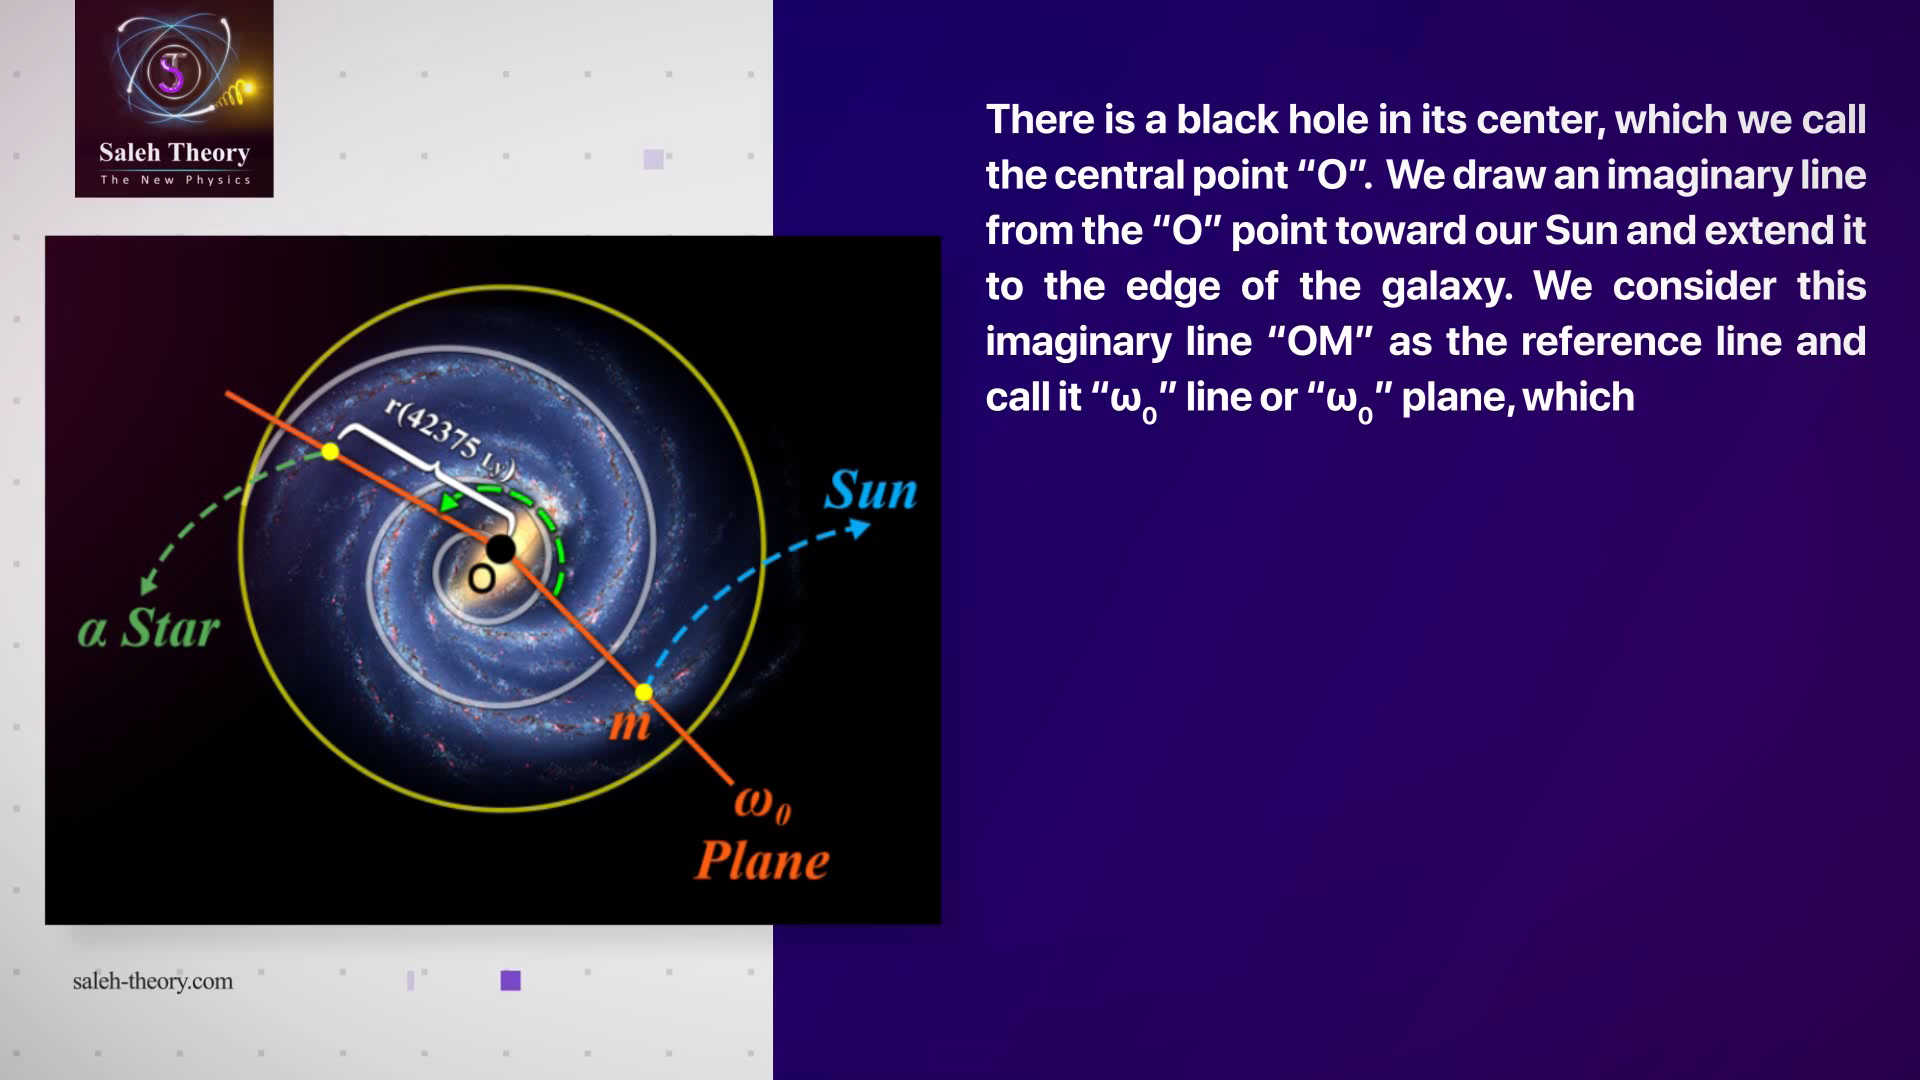 ST
Saleh Theory
The New Physics
There is a black hole in its center, which we call
the central point “O”. We draw an imaginary line
from the “O” point toward our Sun and extend it
to the edge of the galaxy. We consider this
imaginary line “OM” as the reference line and
call it “ω₀” line or “ω₀” plane, which
r(42375 Ly)
Sun
O
α Star
m
ω₀
Plane
saleh-theory.com